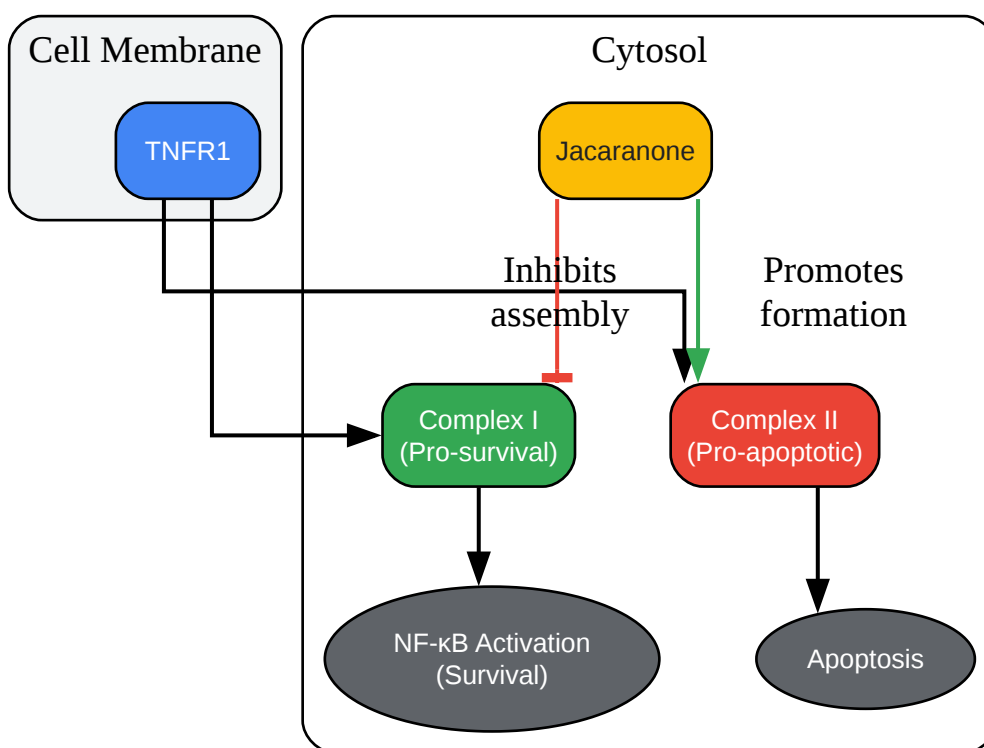 Cell Membrane
Cytosol
TNFR1
Jacaranone
Inhibits
assembly
Promotes
formation
Complex I
(Pro-survival)
Complex II
(Pro-apoptotic)
NF-κB Activation
(Survival)
Apoptosis